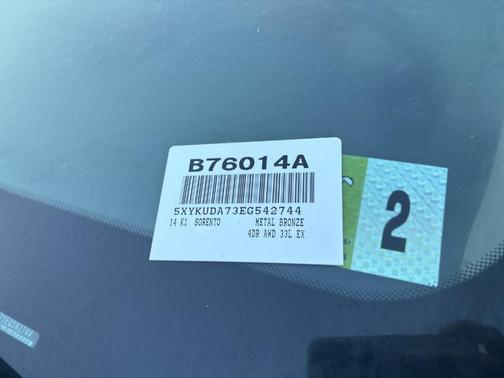 B76014A
5XYKUDA73EG542744
14 KI SORENTO METAL BRONZE
4DR AWD 33L EX
2